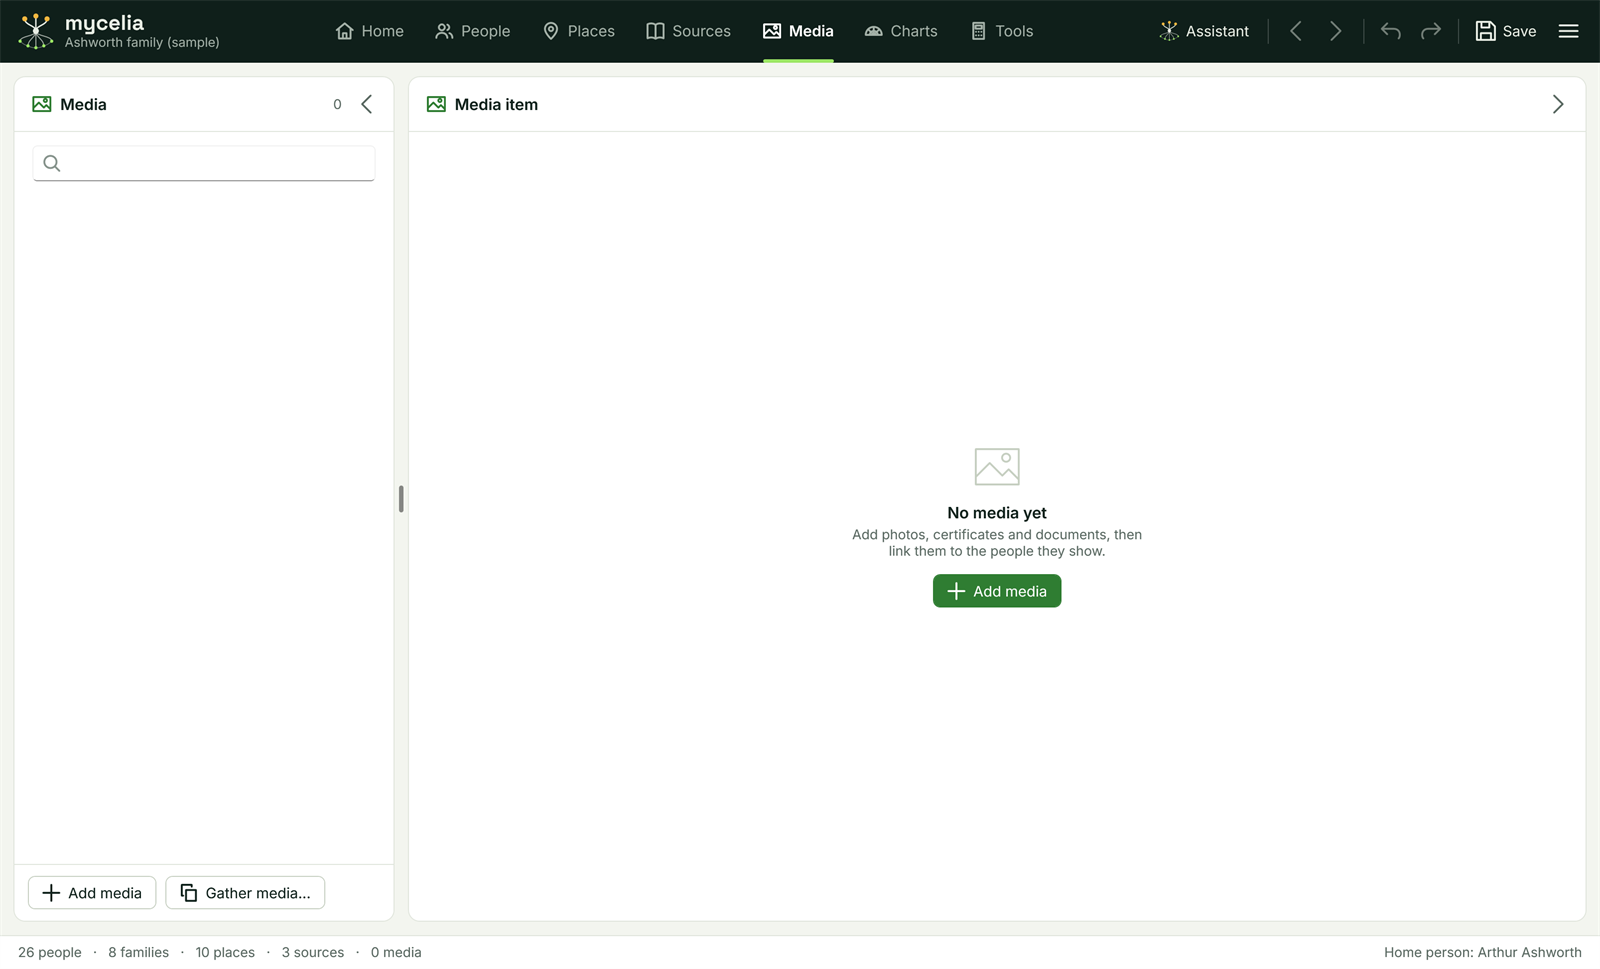 mycelia
Ashworth family (sample)
Home
People
Places
Sources
Media
Charts
Tools
Assistant
Save
Media
0
Media item
No media yet
Add photos, certificates and documents, then
link them to the people they show.
Add media
Add media
Gather media...
26 people · 8 families · 10 places · 3 sources · 0 media
Home person: Arthur Ashworth